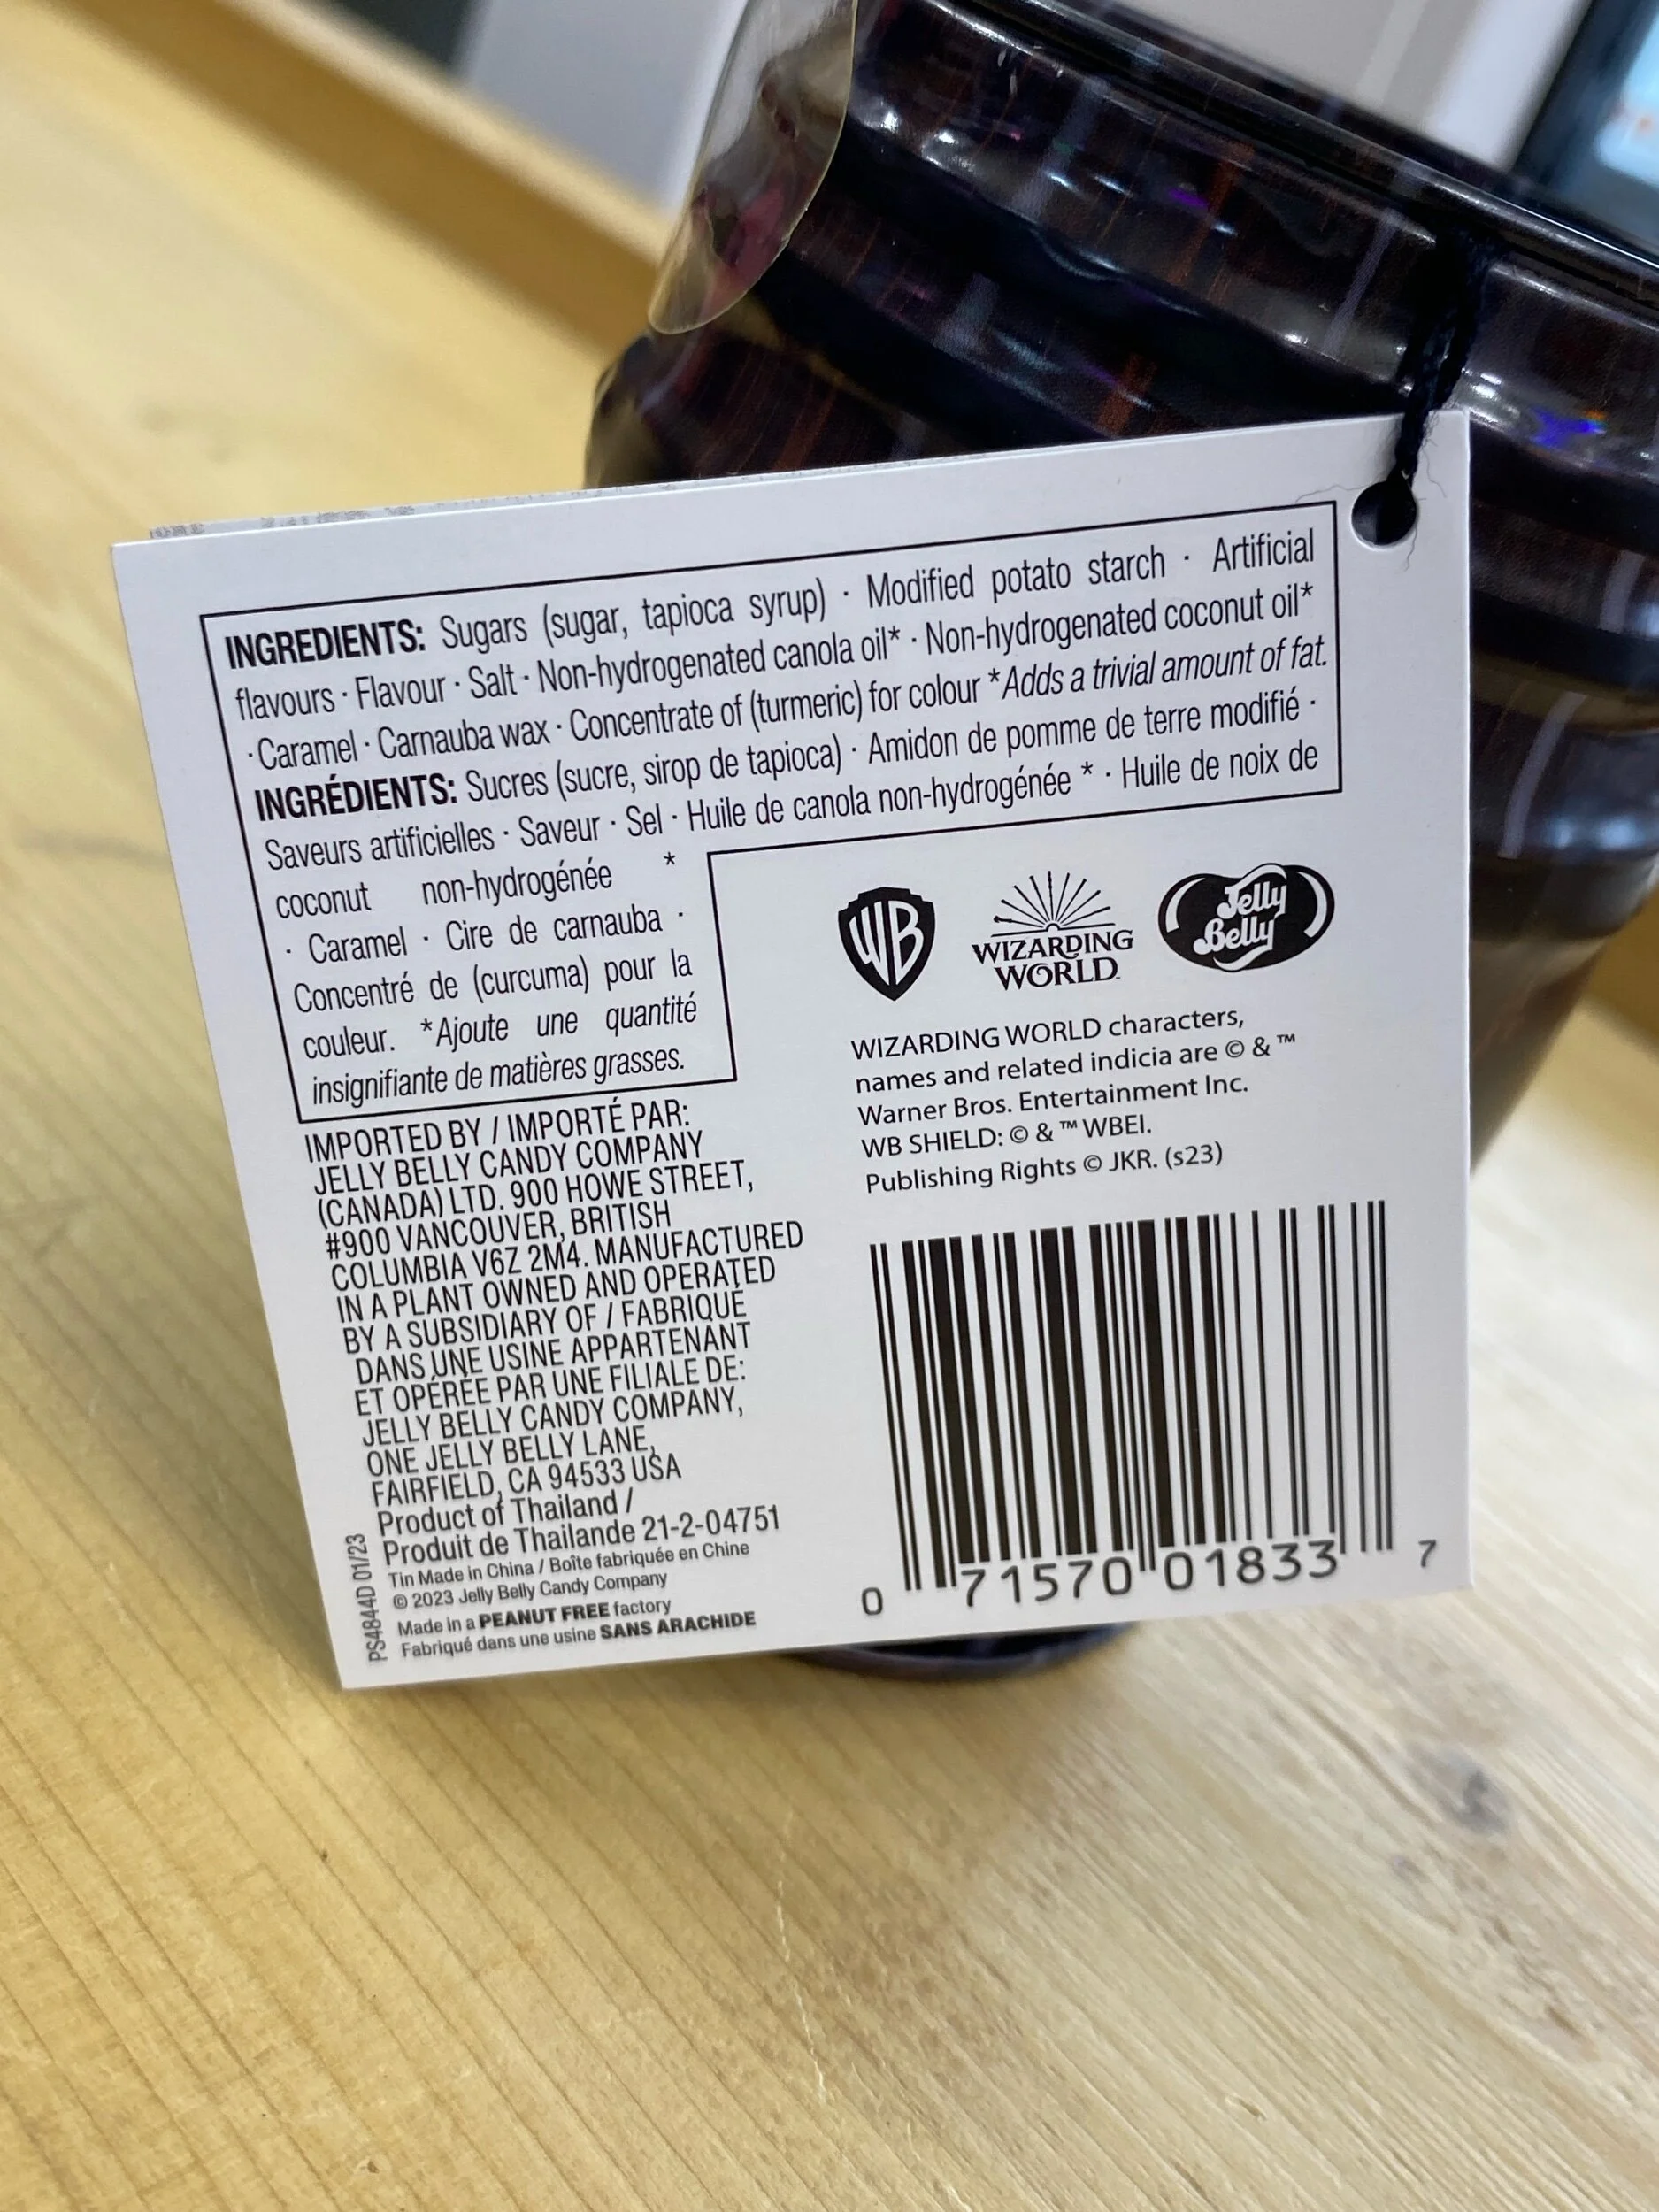 INGREDIENTS: Sugars (sugar, tapioca syrup) · Modified potato starch · Artificial
flavours · Flavour · Salt · Non-hydrogenated canola oil* · Non-hydrogenated coconut oil*
· Caramel · Carnauba wax · Concentrate of (turmeric) for colour *Adds a trivial amount of fat.
INGRÉDIENTS: Sucres (sucre, sirop de tapioca) · Amidon de pomme de terre modifié ·
Saveurs artificielles · Saveur · Sel · Huile de canola non-hydrogénée * · Huile de noix de
coconut non-hydrogénée *
· Caramel · Cire de carnauba ·
Concentré de (curcuma) pour la
couleur. *Ajoute une quantité
insignifiante de matières grasses.
IMPORTED BY / IMPORTÉ PAR:
JELLY BELLY CANDY COMPANY
(CANADA) LTD. 900 HOWE STREET,
#900 VANCOUVER, BRITISH
COLUMBIA V6Z 2M4. MANUFACTURED
IN A PLANT OWNED AND OPERATED
BY A SUBSIDIARY OF / FABRIQUÉ
DANS UNE USINE APPARTENANT
ET OPÉRÉE PAR UNE FILIALE DE:
JELLY BELLY CANDY COMPANY,
ONE JELLY BELLY LANE,
FAIRFIELD, CA 94533 USA
Product of Thailand /
Produit de Thailande 21-2-04751
Tin Made in China / Boîte fabriquée en Chine
© 2023 Jelly Belly Candy Company
Made in a PEANUT FREE factory
Fabriqué dans une usine SANS ARACHIDE
PS4844D 01/23
WB
WIZARDING
WORLD
Jelly
Belly
WIZARDING WORLD characters,
names and related indicia are © & ™
Warner Bros. Entertainment Inc.
WB SHIELD: © & ™ WBEI.
Publishing Rights © JKR. (s23)
0 71570 01833 7